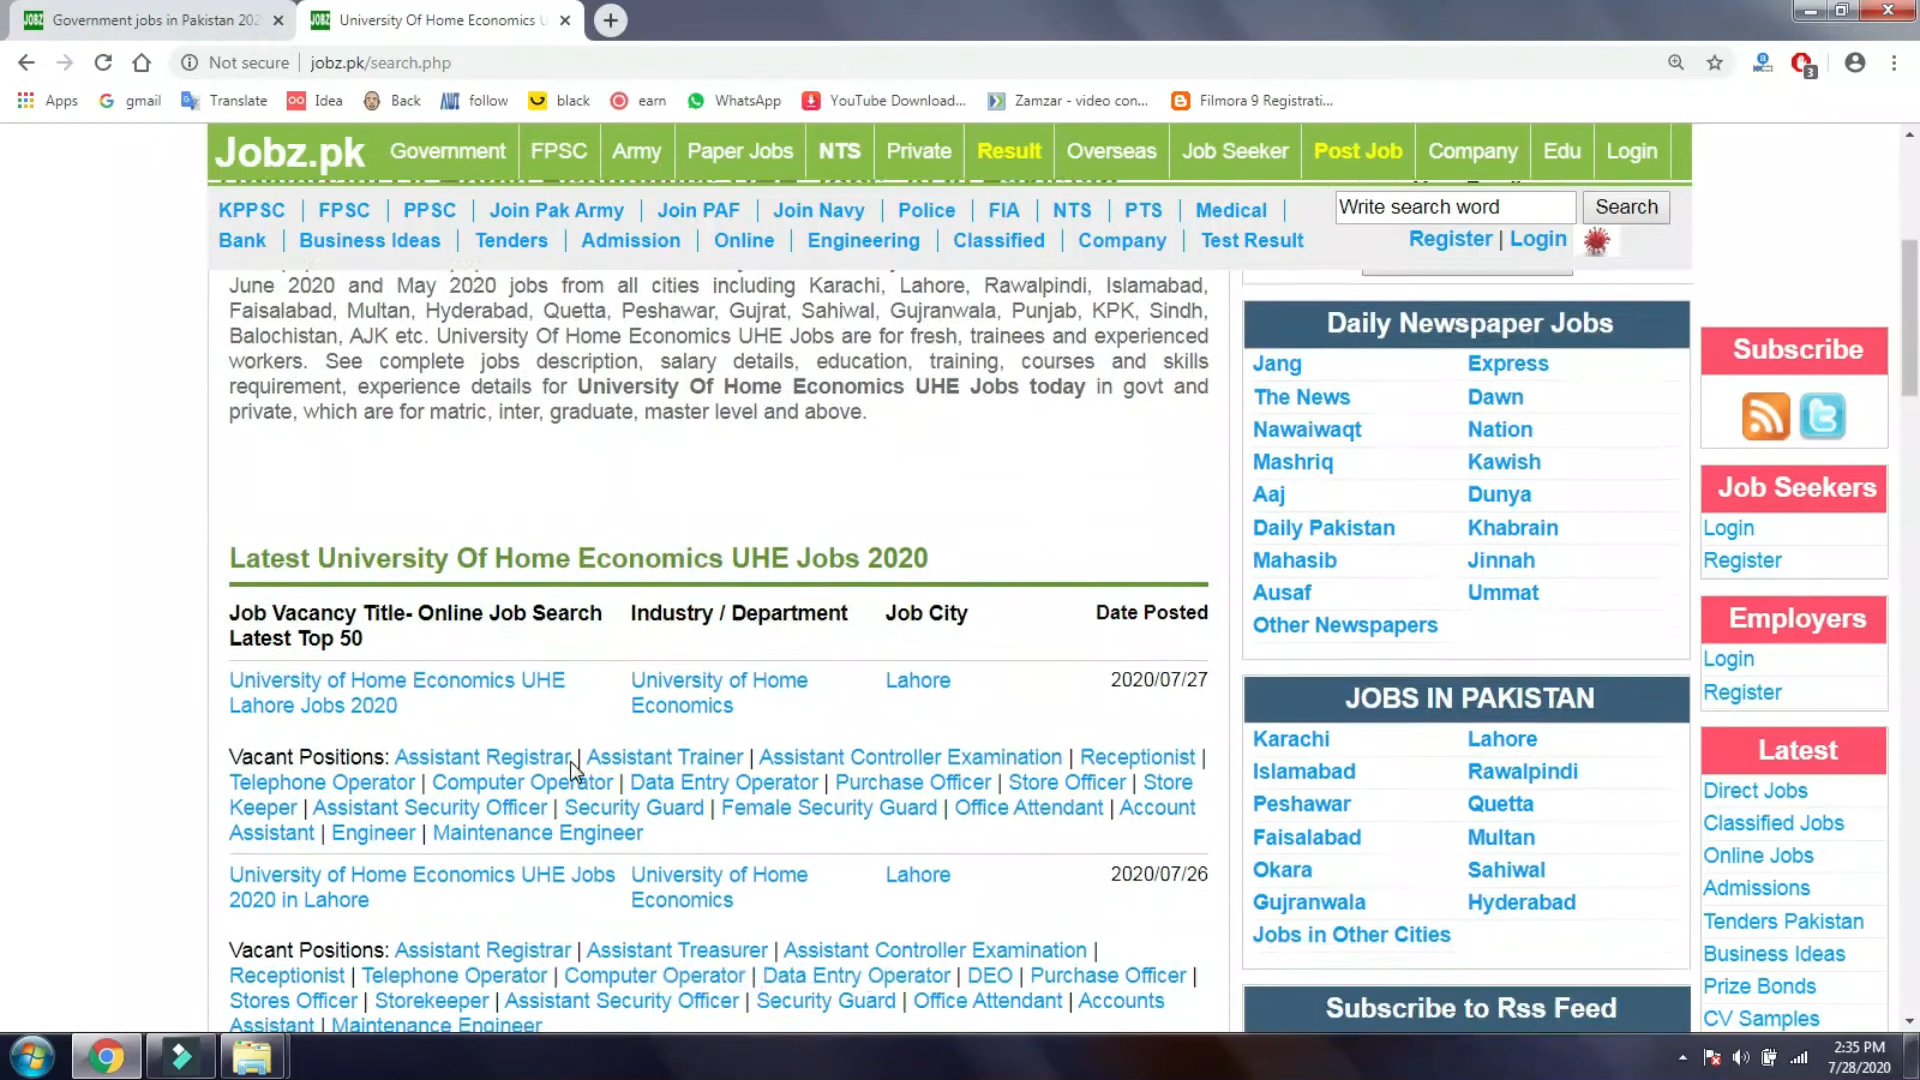 Government jobs in Pakistan 202
University Of Home Economics U
Not secure | jobz.pk/search.php
3
Apps gmail Translate Idea Back follow black earn WhatsApp YouTube Download... Zamzar - video con... Filmora 9 Registrati...
Jobz.pk Government FPSC Army Paper Jobs NTS Private Result Overseas Job Seeker Post Job Company Edu Login
KPPSC | FPSC | PPSC | Join Pak Army | Join PAF | Join Navy | Police | FIA | NTS | PTS | Medical |
Bank | Business Ideas | Tenders | Admission | Online | Engineering | Classified | Company | Test Result
Write search word Search
Register | Login
June 2020 and May 2020 jobs from all cities including Karachi, Lahore, Rawalpindi, Islamabad,
Faisalabad, Multan, Hyderabad, Quetta, Peshawar, Gujrat, Sahiwal, Gujranwala, Punjab, KPK, Sindh,
Balochistan, AJK etc. University Of Home Economics UHE Jobs are for fresh, trainees and experienced
workers. See complete jobs description, salary details, education, training, courses and skills
requirement, experience details for University Of Home Economics UHE Jobs today in govt and
private, which are for matric, inter, graduate, master level and above.
Latest University Of Home Economics UHE Jobs 2020
Job Vacancy Title- Online Job Search Industry / Department Job City Date Posted
Latest Top 50
University of Home Economics UHE University of Home Lahore 2020/07/27
Lahore Jobs 2020 Economics
Vacant Positions: Assistant Registrar | Assistant Trainer | Assistant Controller Examination | Receptionist |
Telephone Operator | Computer Operator | Data Entry Operator | Purchase Officer | Store Officer | Store
Keeper | Assistant Security Officer | Security Guard | Female Security Guard | Office Attendant | Account
Assistant | Engineer | Maintenance Engineer
University of Home Economics UHE Jobs University of Home Lahore 2020/07/26
2020 in Lahore Economics
Vacant Positions: Assistant Registrar | Assistant Treasurer | Assistant Controller Examination |
Receptionist | Telephone Operator | Computer Operator | Data Entry Operator | DEO | Purchase Officer |
Stores Officer | Storekeeper | Assistant Security Officer | Security Guard | Office Attendant | Accounts
Assistant | Maintenance Engineer
Daily Newspaper Jobs
Jang Express
The News Dawn
Nawaiwaqt Nation
Mashriq Kawish
Aaj Dunya
Daily Pakistan Khabrain
Mahasib Jinnah
Ausaf Ummat
Other Newspapers
JOBS IN PAKISTAN
Karachi Lahore
Islamabad Rawalpindi
Peshawar Quetta
Faisalabad Multan
Okara Sahiwal
Gujranwala Hyderabad
Jobs in Other Cities
Subscribe to Rss Feed
Subscribe
Job Seekers
Login
Register
Employers
Login
Register
Latest
Direct Jobs
Classified Jobs
Online Jobs
Admissions
Tenders Pakistan
Business Ideas
Prize Bonds
CV Samples
2:35 PM
7/28/2020